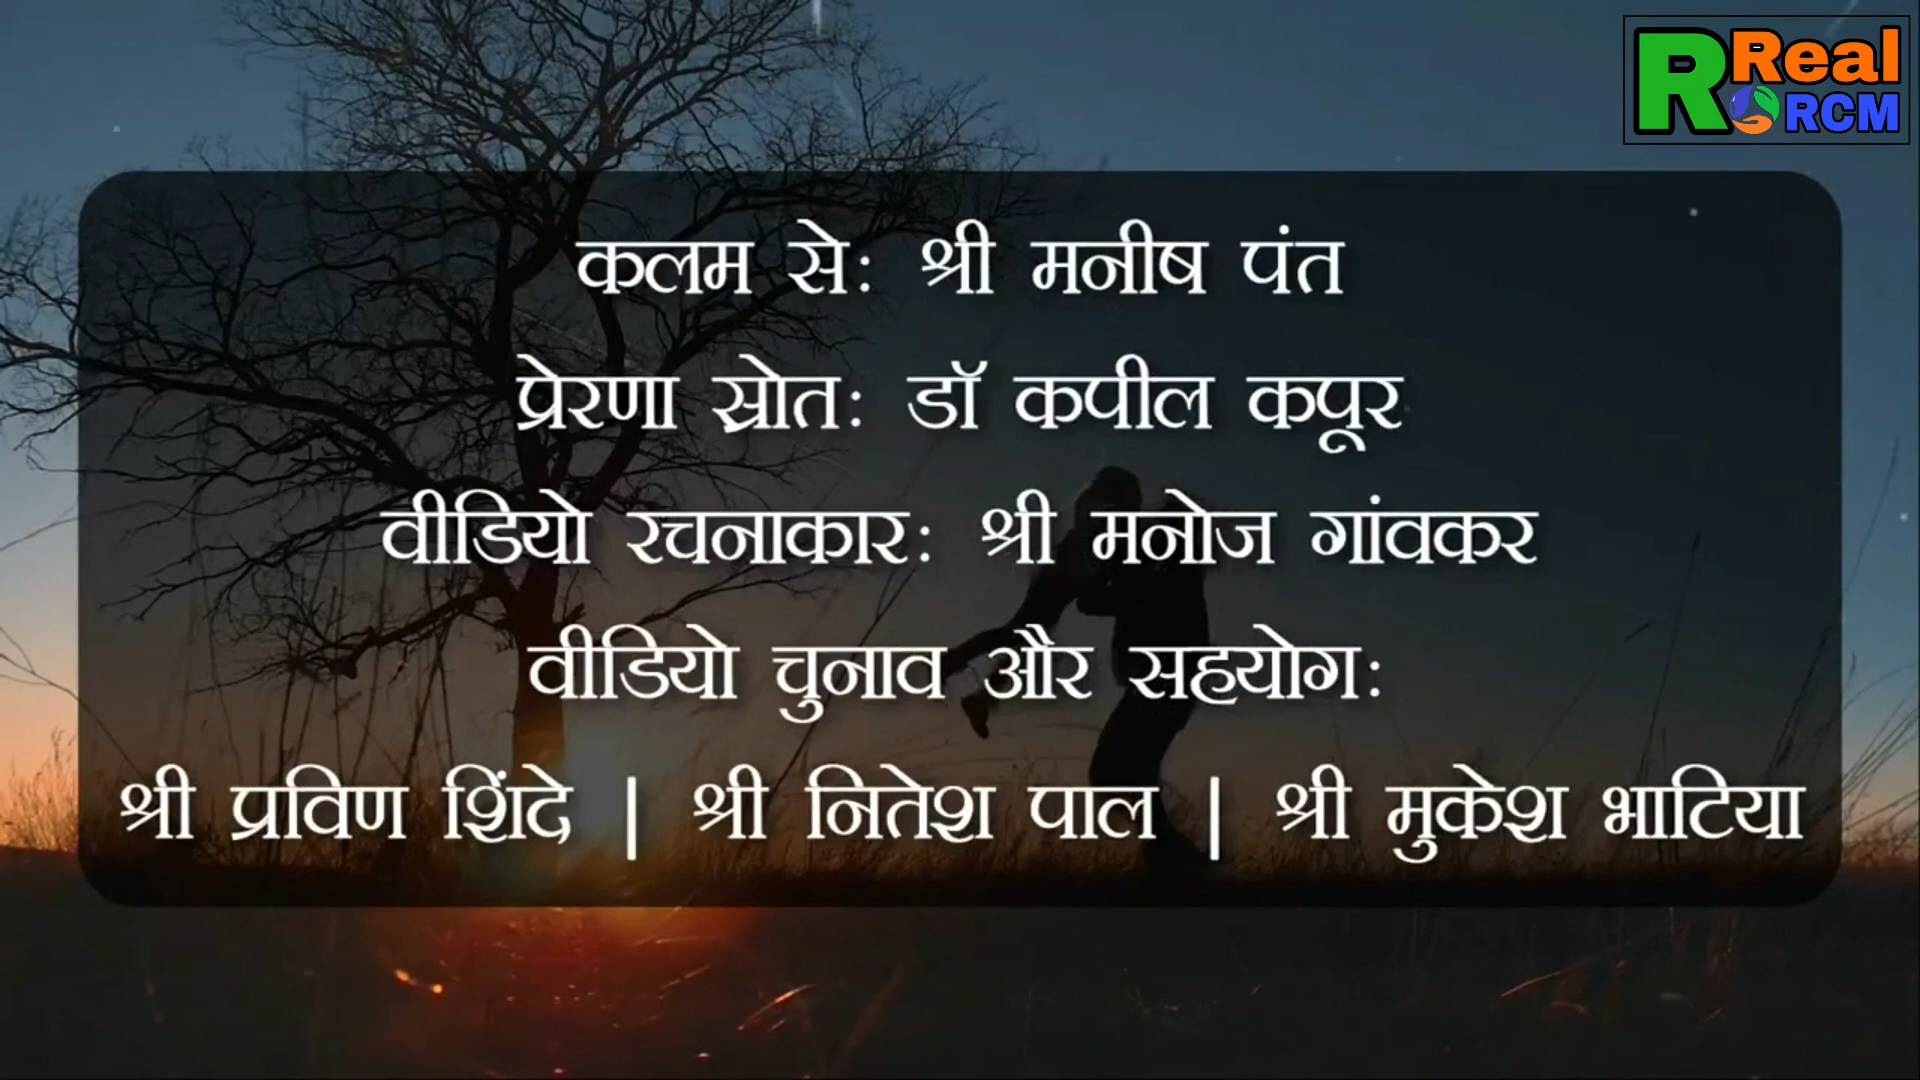 R Real
RCM
कलम से: श्री मनीष पंत
प्रेरणा स्रोत: डॉ कपील कपूर
वीडियो रचनाकार: श्री मनोज गांवकर
वीडियो चुनाव और सहयोग:
श्री प्रविण शिंदे | श्री नितेश पाल | श्री मुकेश भाटिया